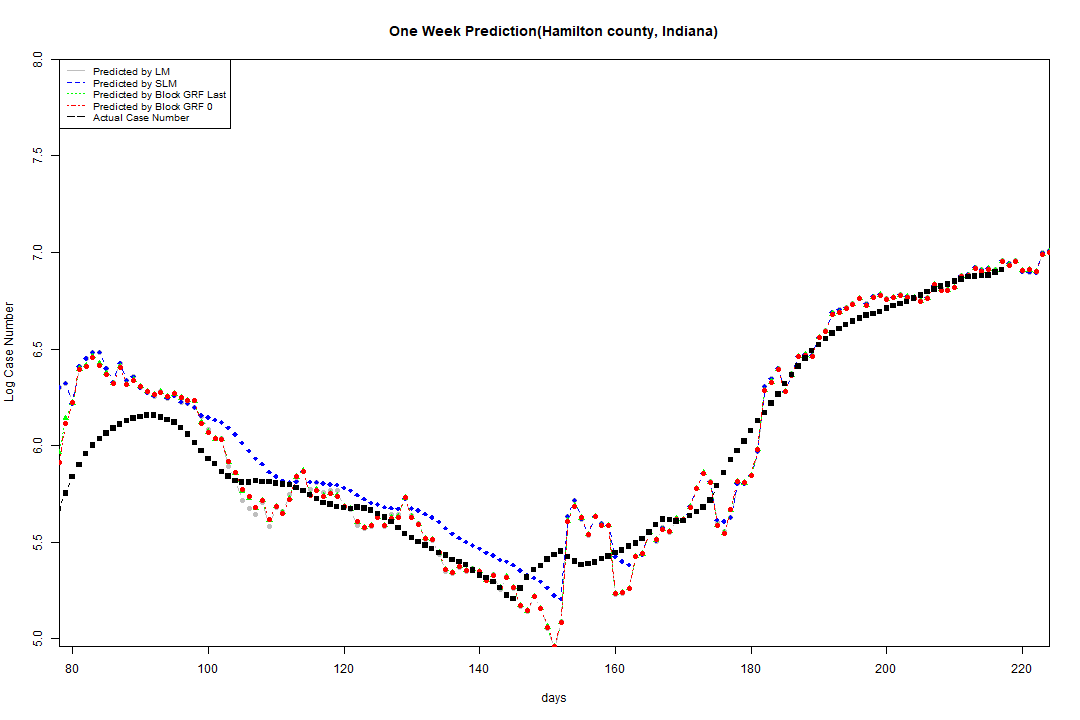 One Week Prediction(Hamilton county, Indiana)
Predicted by LM
Predicted by SLM
Predicted by Block GRF Last
Predicted by Block GRF 0
Actual Case Number
8.0
7.5
7.0
6.5
6.0
5.5
5.0
Log Case Number
80 100 120 140 160 180 200 220
days